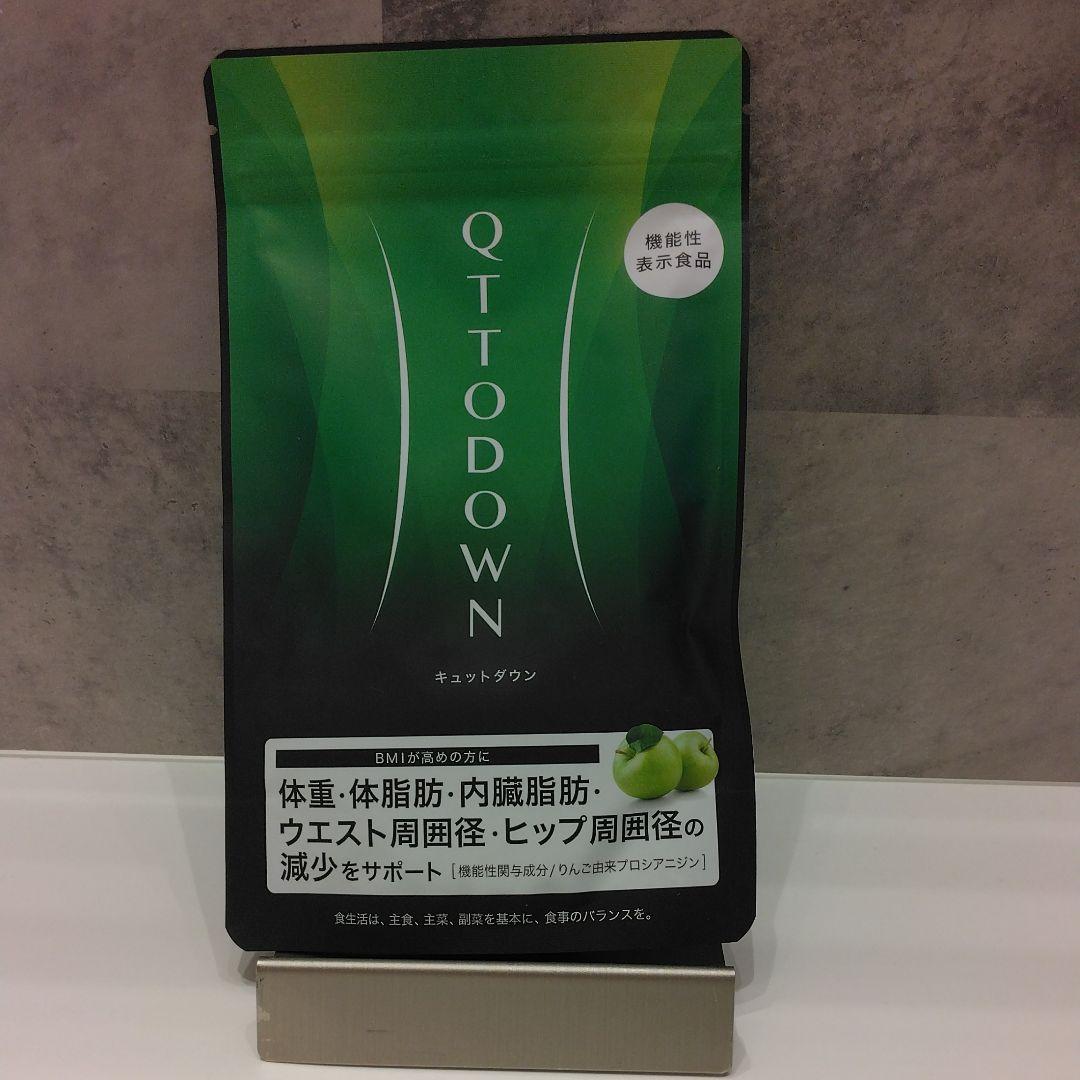 QTTODOWN
機能性
表示食品
キュットダウン
BMIが高めの方に
体重・体脂肪・内臓脂肪・
ウエスト周囲径・ヒップ周囲径の
減少をサポート [機能性関与成分/りんご由来プロシアニジン]
食生活は、主食、主菜、副菜を基本に、食事のバランスを。